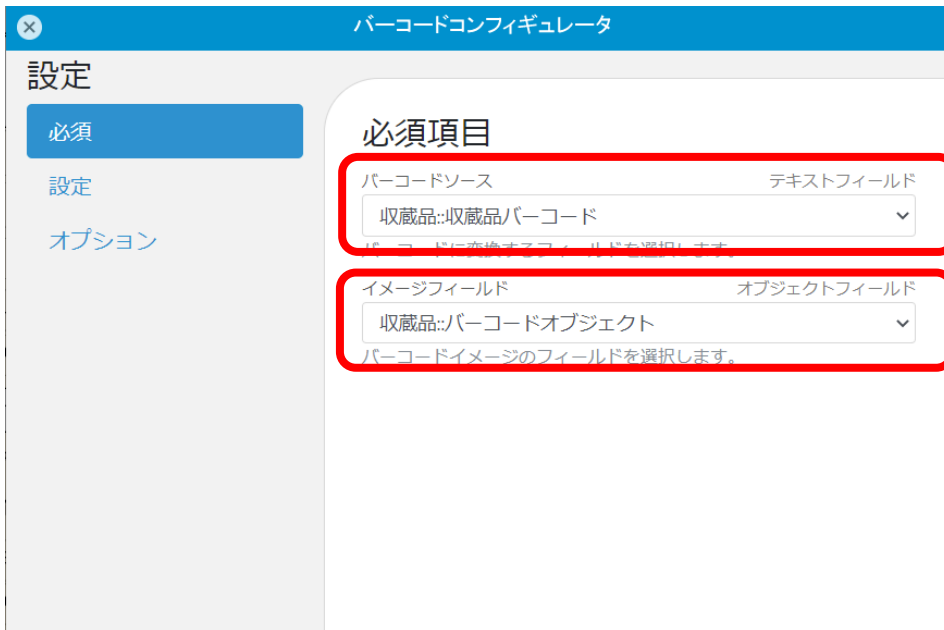 バーコードコンフィギュレータ
設定
必須
設定
オプション
必須項目
バーコードソース テキストフィールド
収蔵品::収蔵品バーコード
バーコードに変換するフィールドを選択します。
イメージフィールド オブジェクトフィールド
収蔵品::バーコードオブジェクト
バーコードイメージのフィールドを選択します。